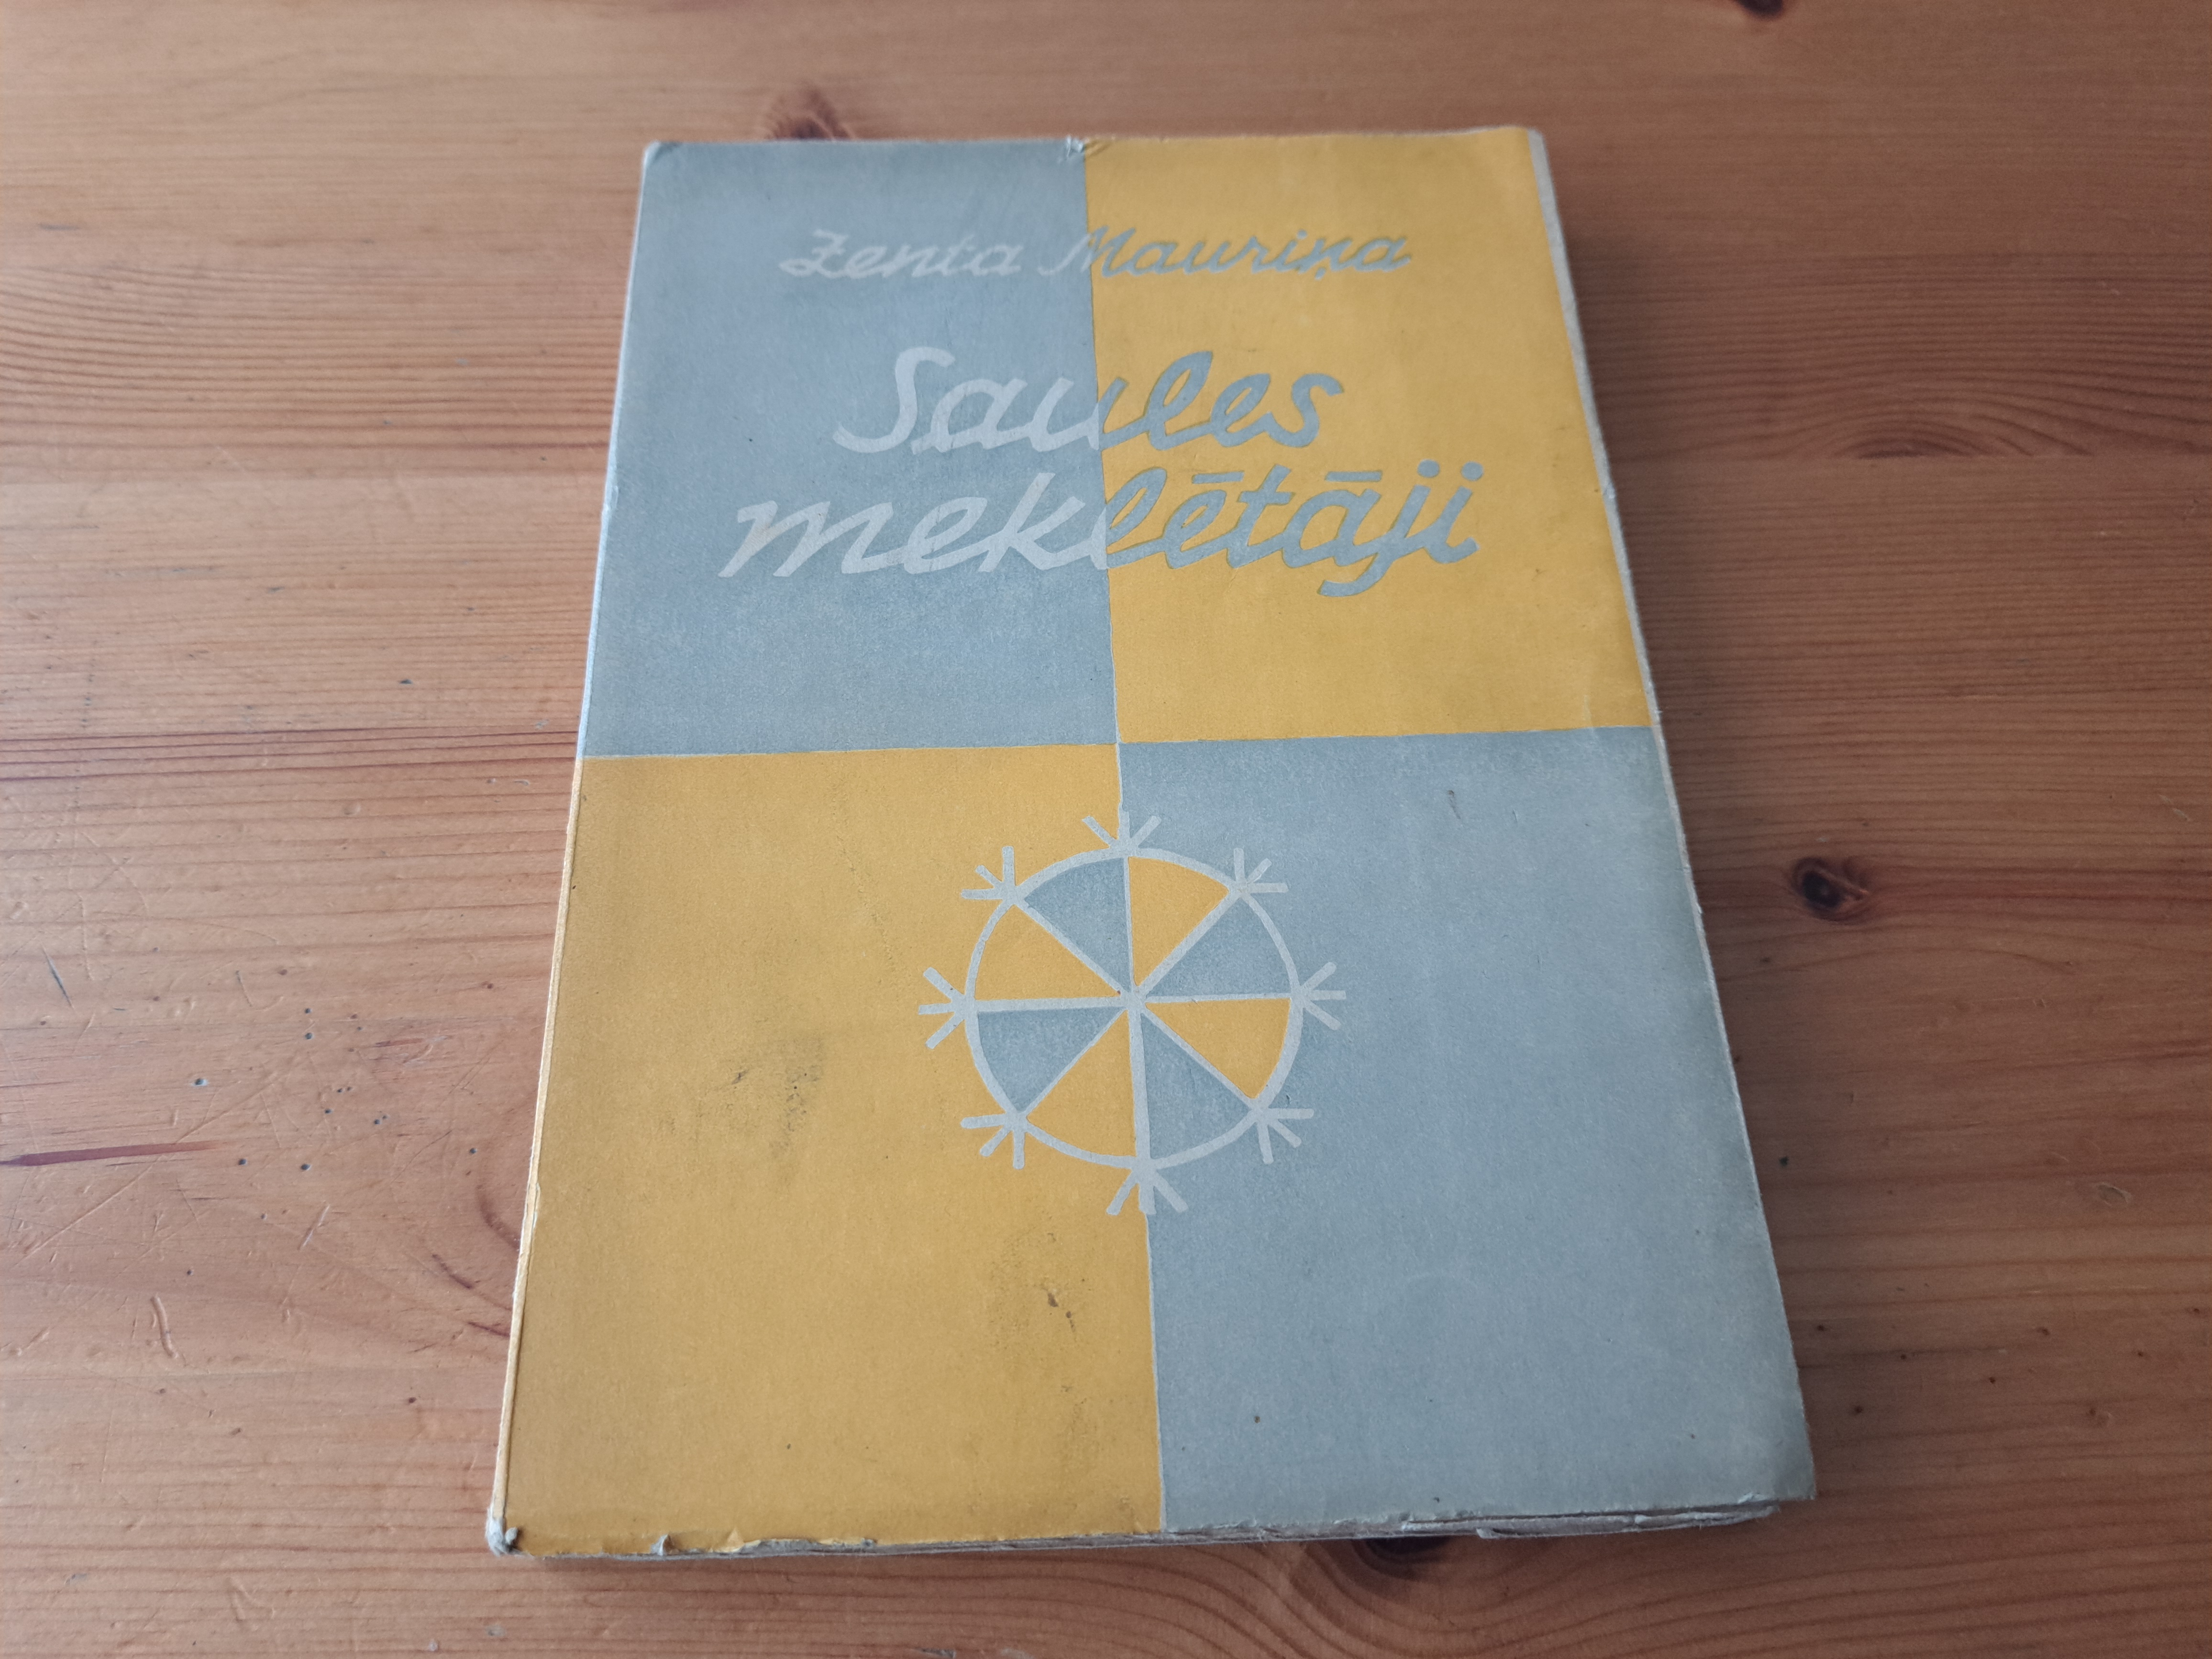 Zenta Mauriņa
Saules
meklētāji